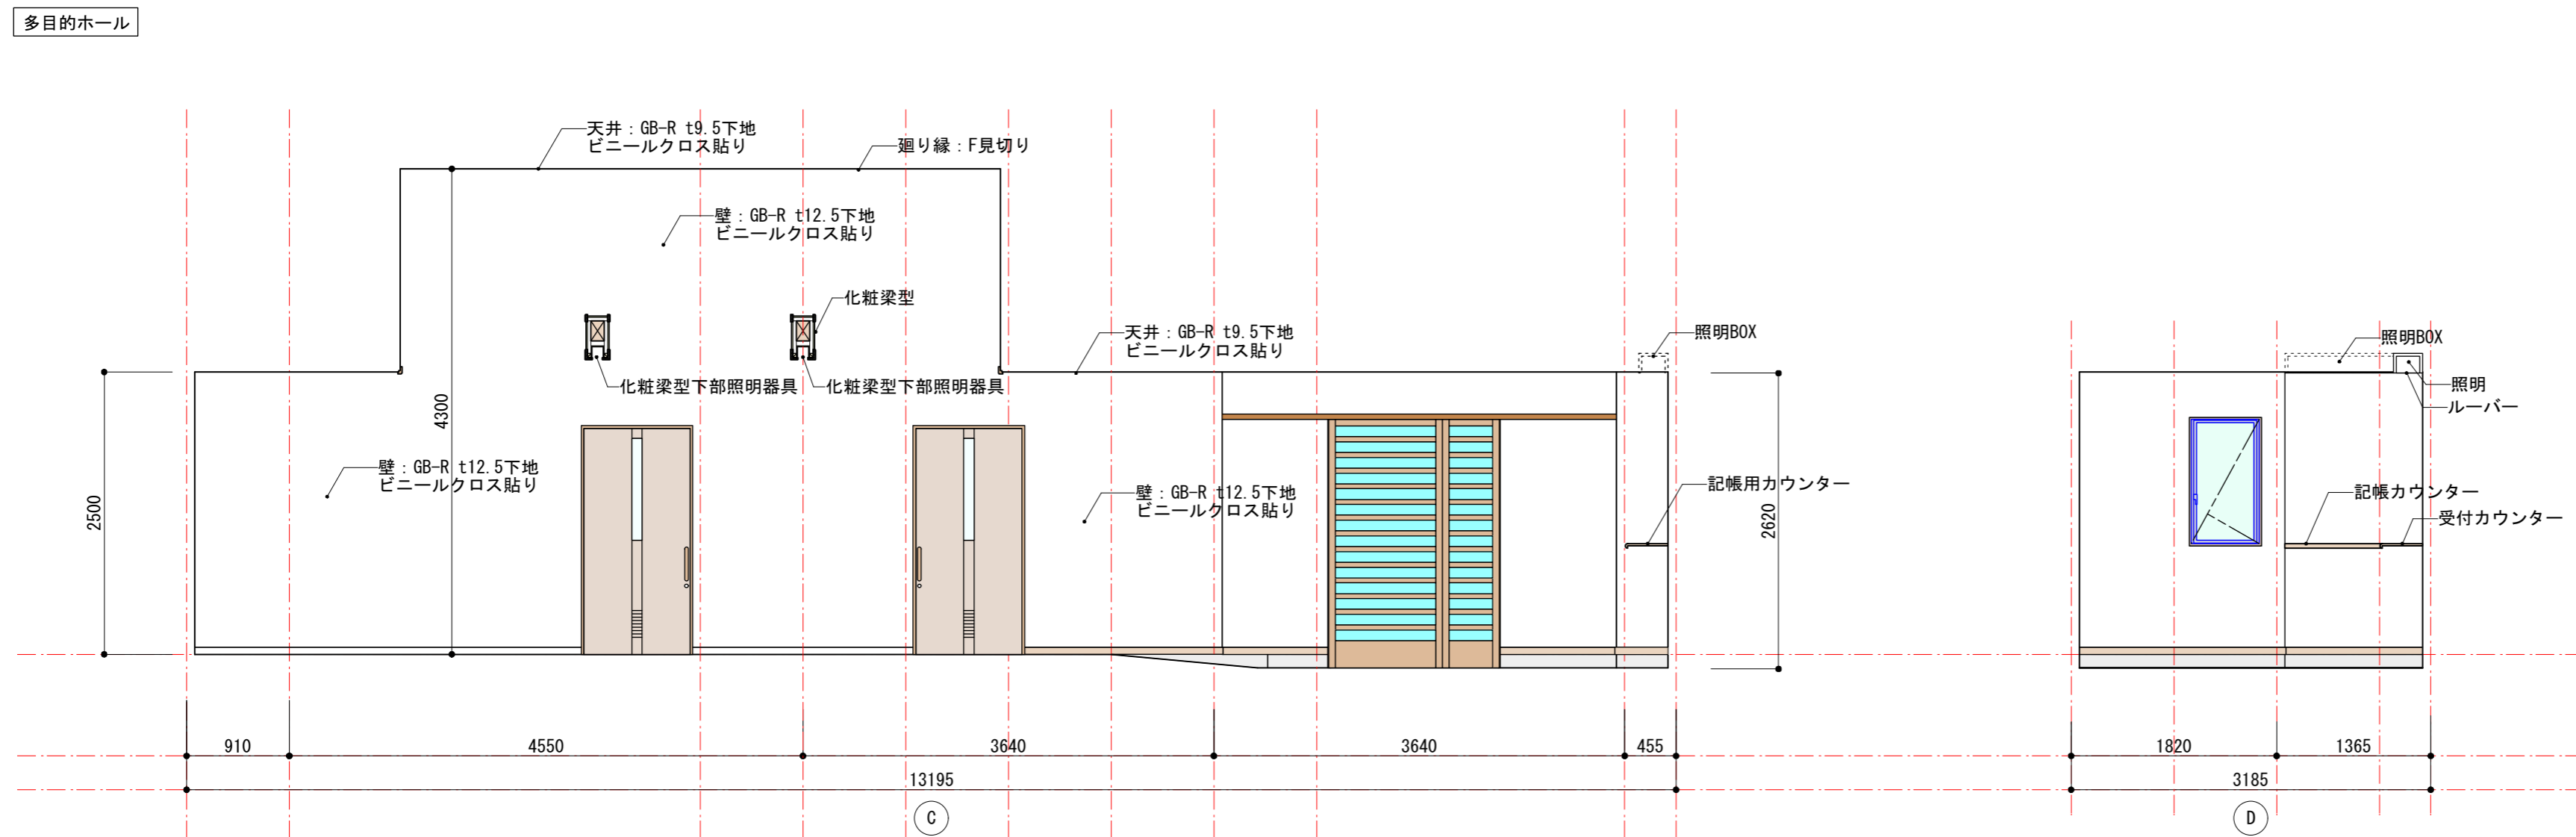 多目的ホール
天井：GB-R t9.5下地
ビニールクロス貼り
廻り縁：F見切り
壁：GB-R t12.5下地
ビニールクロス貼り
化粧梁型
天井：GB-R t9.5下地
ビニールクロス貼り
照明BOX
化粧梁型下部照明器具
化粧梁型下部照明器具
4300
2500
壁：GB-R t12.5下地
ビニールクロス貼り
壁：GB-R t12.5下地
ビニールクロス貼り
記帳用カウンター
2620
910
4550
3640
3640
455
13195
C
照明BOX
照明
ルーバー
記帳カウンター
受付カウンター
1820
1365
3185
D